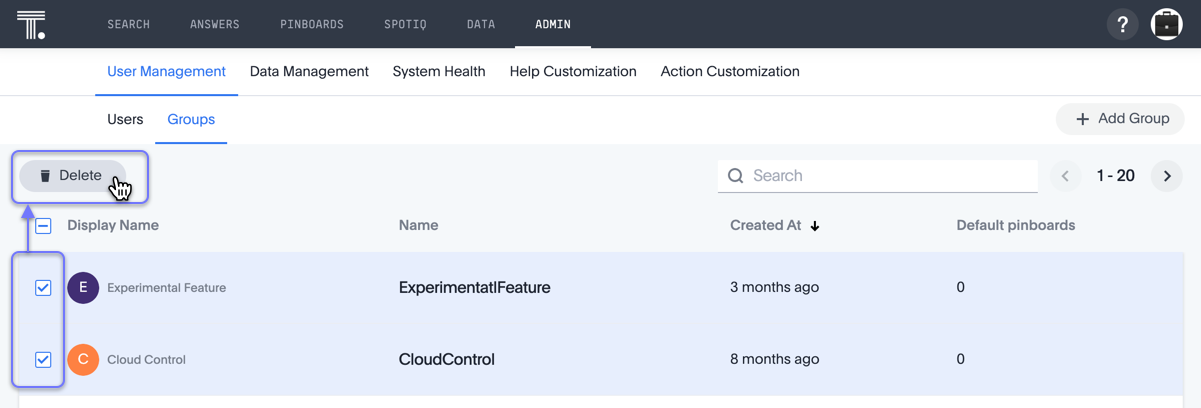 T.
SEARCH ANSWERS PINBOARDS SPOTIQ DATA ADMIN ?
User Management Data Management System Health Help Customization Action Customization
Users Groups + Add Group
Delete Search < 1 - 20 >
Display Name Name Created At ↓ Default pinboards
E Experimental Feature ExperimentatlFeature 3 months ago 0
C Cloud Control CloudControl 8 months ago 0